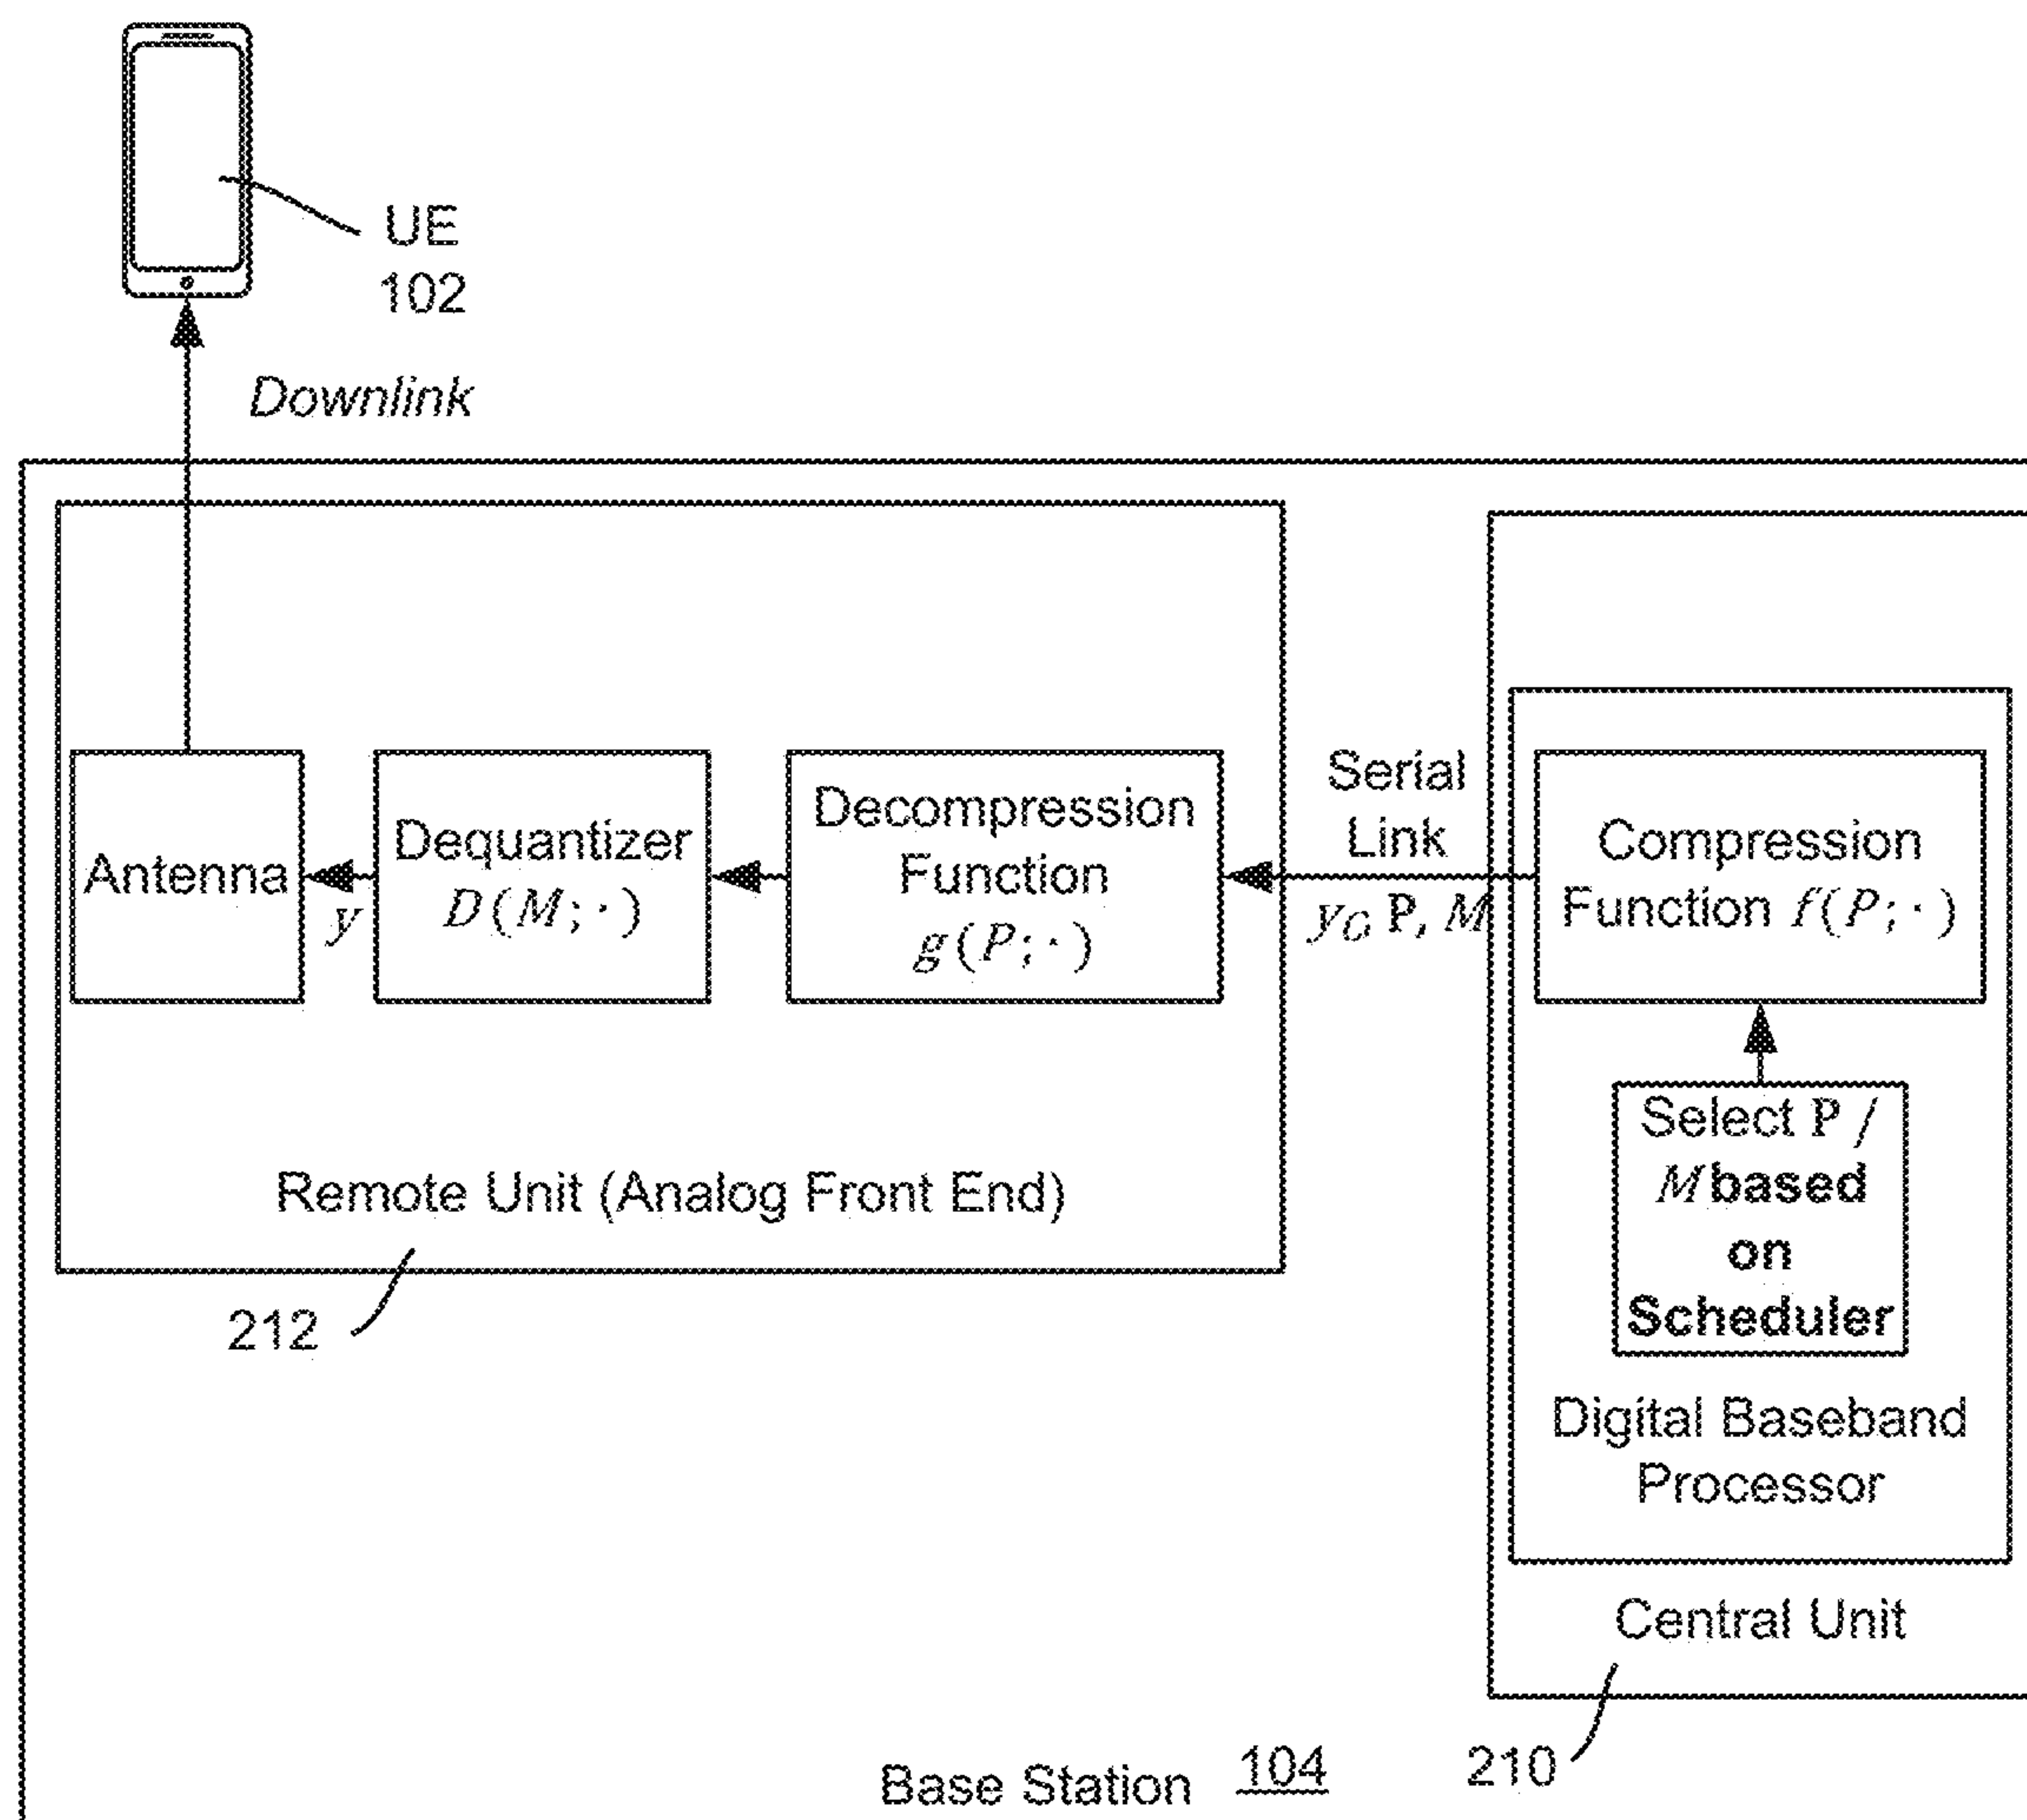 UE
102
Downlink
Antenna
y
Dequantizer
D(M; ·)
Decompression
Function
g(P; ·)
Serial
Link
y_C, P, M
Compression
Function f(P; ·)
Select P /
M based
on
Scheduler
Digital Baseband
Processor
Remote Unit (Analog Front End)
212
Central Unit
210
Base Station 104